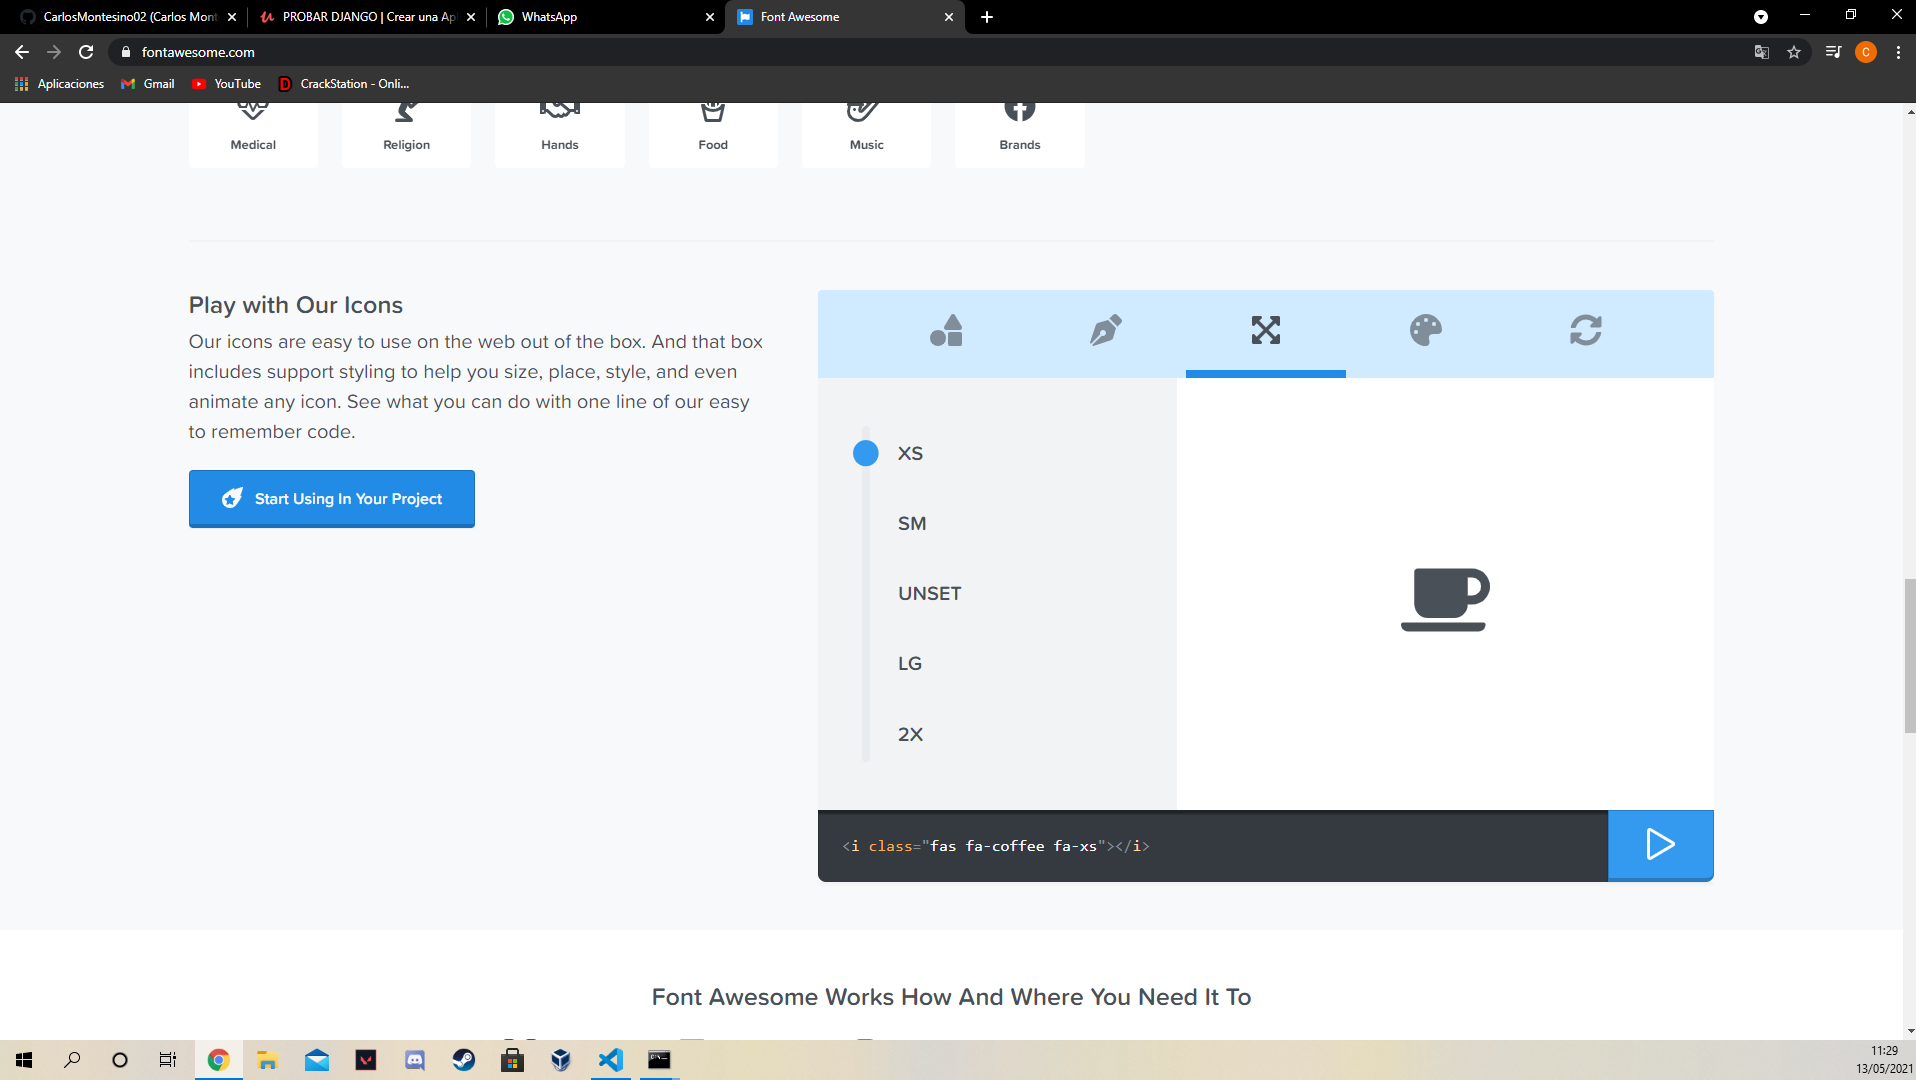 CarlosMontesino02 (Carlos Mont
PROBAR DJANGO | Crear una Apl
WhatsApp
Font Awesome
fontawesome.com
C
Aplicaciones
Gmail
YouTube
CrackStation - Onli...
Medical
Religion
Hands
Food
Music
Brands
Play with Our Icons
Our icons are easy to use on the web out of the box. And that box
includes support styling to help you size, place, style, and even
animate any icon. See what you can do with one line of our easy
to remember code.
Start Using In Your Project
XS
SM
UNSET
LG
2X
<i class="fas fa-coffee fa-xs"></i>
Font Awesome Works How And Where You Need It To
11:29
13/05/2021